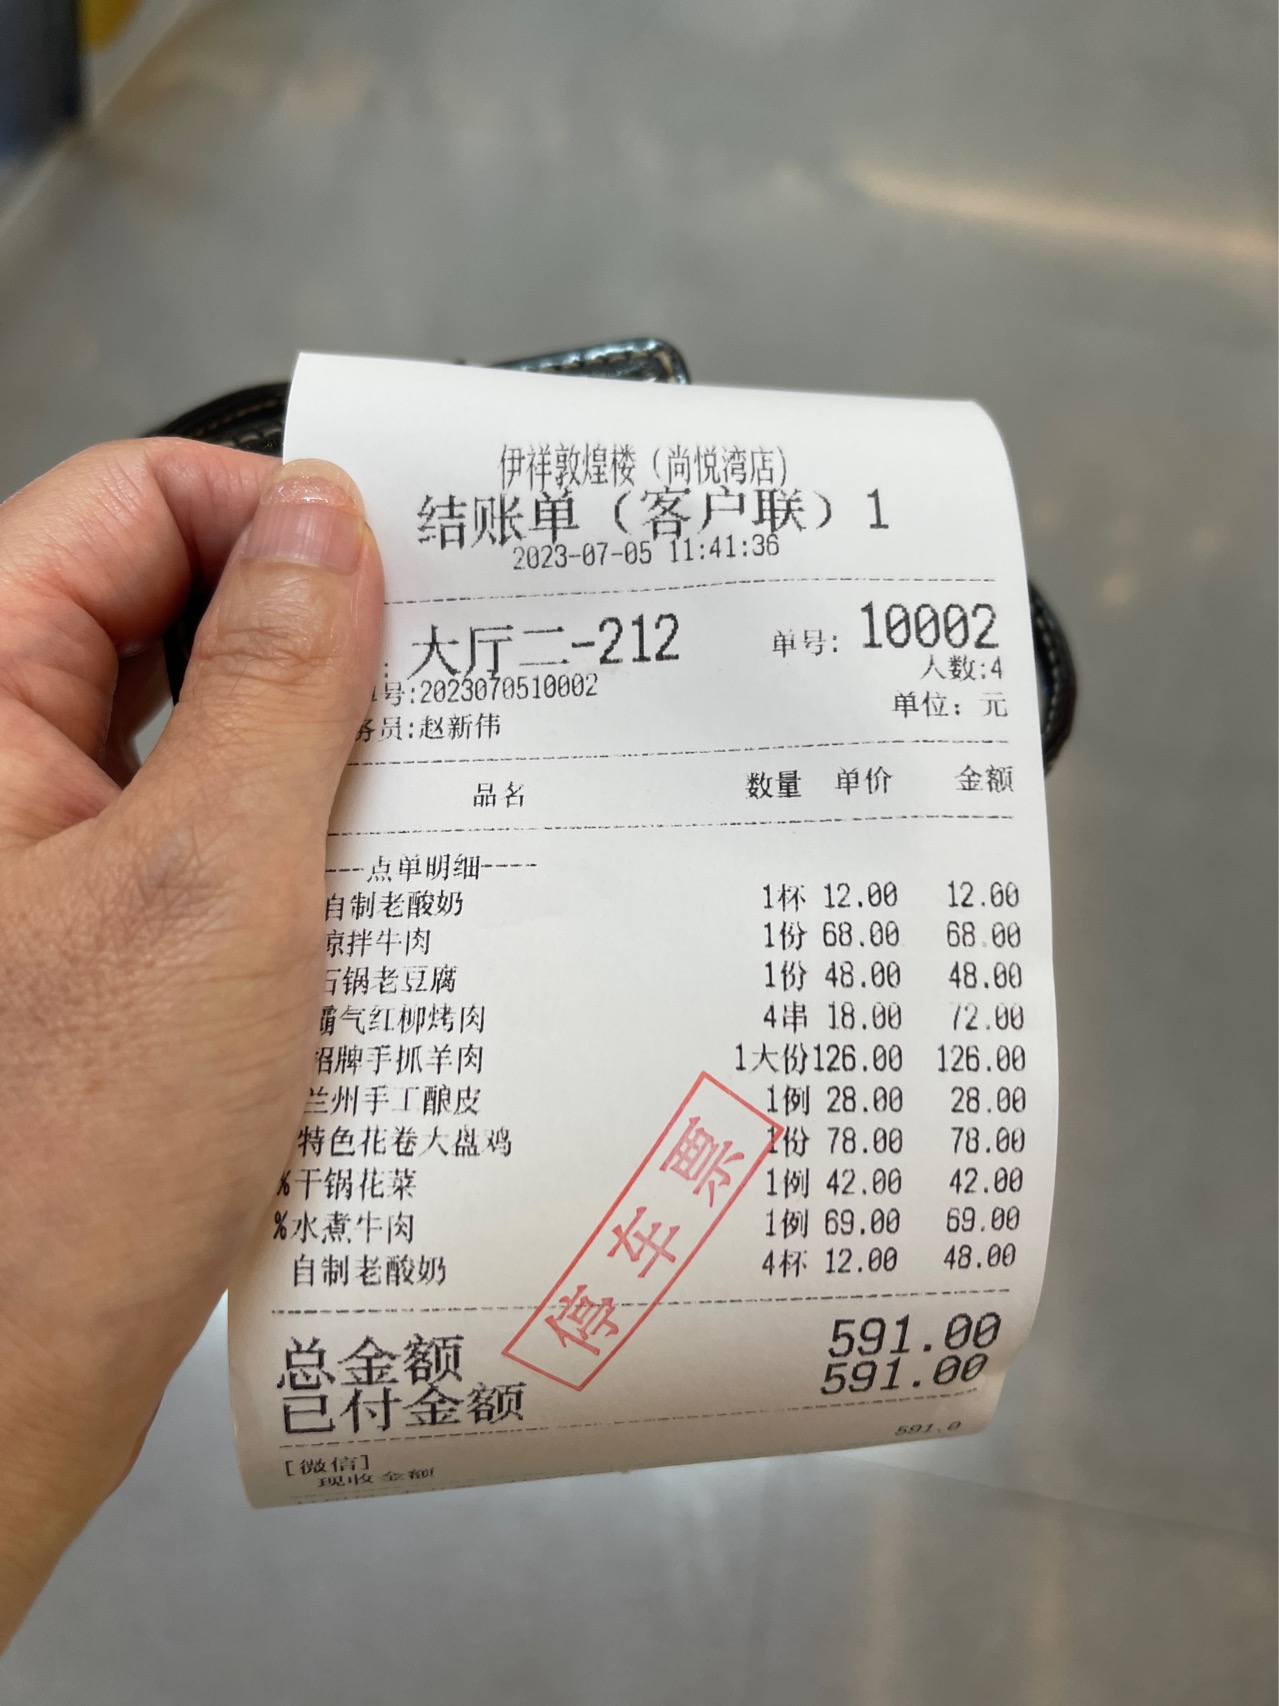 伊祥敦煌楼（尚悦湾店）
结账单（客户联）1
2023-07-05 11:41:36
: 大厅二-212 单号: 10002
人数:4
号:2023070510002
单位: 元
务员:赵新伟
品名 数量 单价 金额
----点单明细----
自制老酸奶 1杯 12.00 12.00
凉拌牛肉 1份 68.00 68.00
石锅老豆腐 1份 48.00 48.00
霸气红柳烤肉 4串 18.00 72.00
招牌手抓羊肉 1大份126.00 126.00
兰州手工酿皮 1例 28.00 28.00
特色花卷大盘鸡 1份 78.00 78.00
%干锅花菜 1例 42.00 42.00
%水煮牛肉 1例 69.00 69.00
自制老酸奶 4杯 12.00 48.00
停车票
总金额 591.00
已付金额 591.00
[微信] 591.0
现收金额